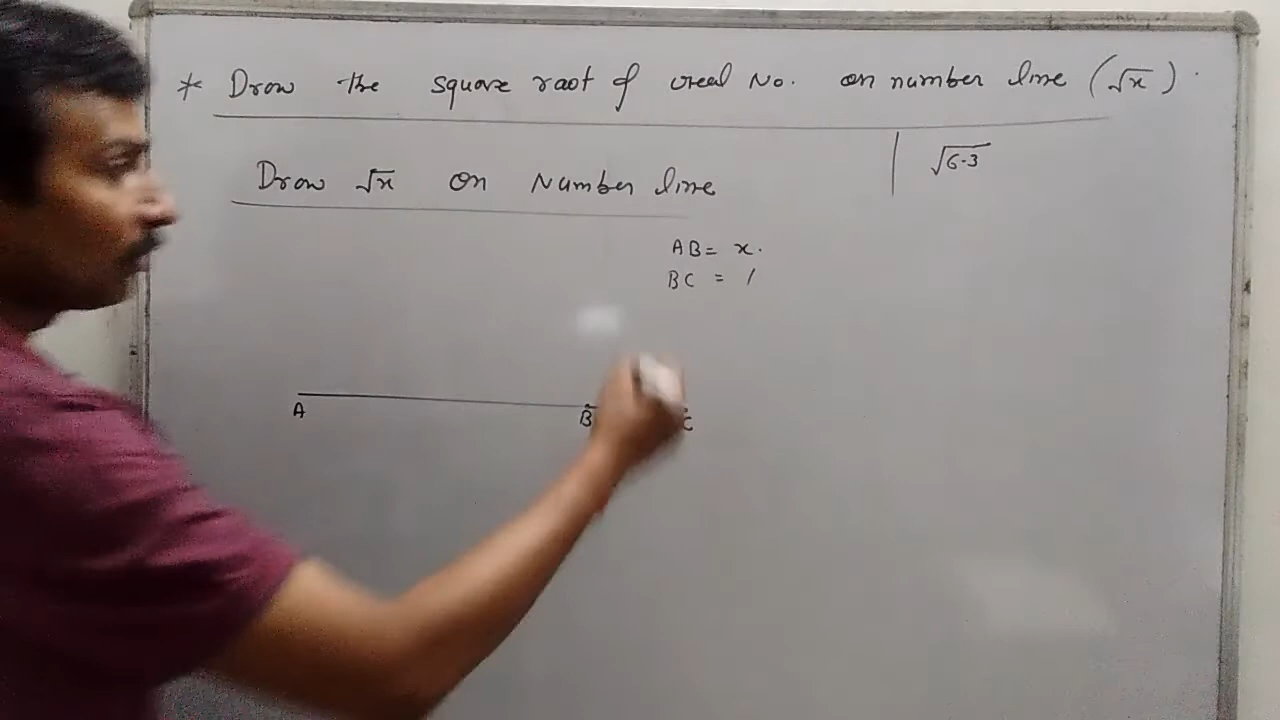 * Draw the square root of real No. on number line (√x).
√6.3
Draw √x on Number line
AB = x.
BC = 1
A B C